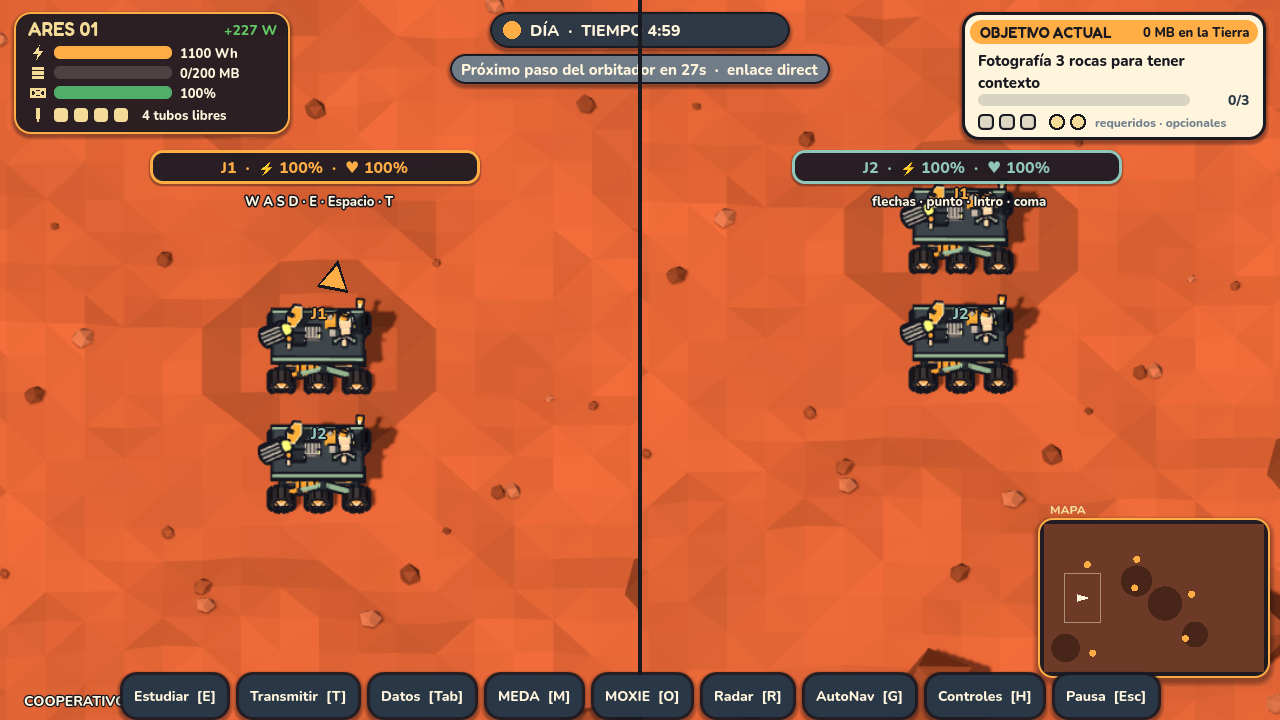 ARES 01 +227 W
1100 Wh
0/200 MB
100%
4 tubos libres
DÍA · TIEMPO 4:59
Próximo paso del orbitador en 27s · enlace direct
OBJETIVO ACTUAL 0 MB en la Tierra
Fotografía 3 rocas para tener
contexto
0/3
requeridos · opcionales
J1 · ⚡ 100% · ♥ 100%
W A S D · E · Espacio · T
J2 · ⚡ 100% · ♥ 100%
flechas · punto · Intro · coma
J1
J2
J1
J2
MAPA
COOPERATIVO
Estudiar [E]
Transmitir [T]
Datos [Tab]
MEDA [M]
MOXIE [O]
Radar [R]
AutoNav [G]
Controles [H]
Pausa [Esc]